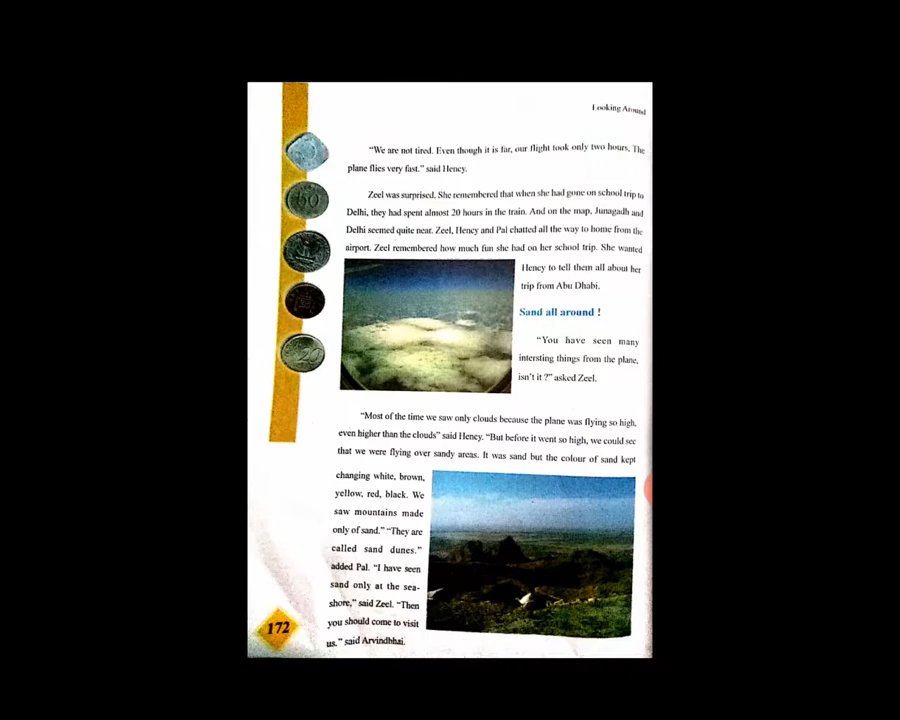 Looking Around
"We are not tired. Even though it is far, our flight took only two hours. The
plane flies very fast." said Hency.
Zeel was surprised. She remembered that when she had gone on school trip to
Delhi, they had spent almost 20 hours in the train. And on the map, Junagadh and
Delhi seemed quite near. Zeel, Hency and Pal chatted all the way to home from the
airport. Zeel remembered how much fun she had on her school trip. She wanted
Hency to tell them all about her
trip from Abu Dhabi.
Sand all around !
"You have seen many
intersting things from the plane,
isn't it ?" asked Zeel.
"Most of the time we saw only clouds because the plane was flying so high,
even higher than the clouds" said Hency. "But before it went so high, we could see
that we were flying over sandy areas. It was sand but the colour of sand kept
changing white, brown,
yellow, red, black. We
saw mountains made
only of sand." "They are
called sand dunes."
added Pal. "I have seen
sand only at the sea-
shore," said Zeel. "Then
you should come to visit
us." said Arvindbhai.
50
20
172